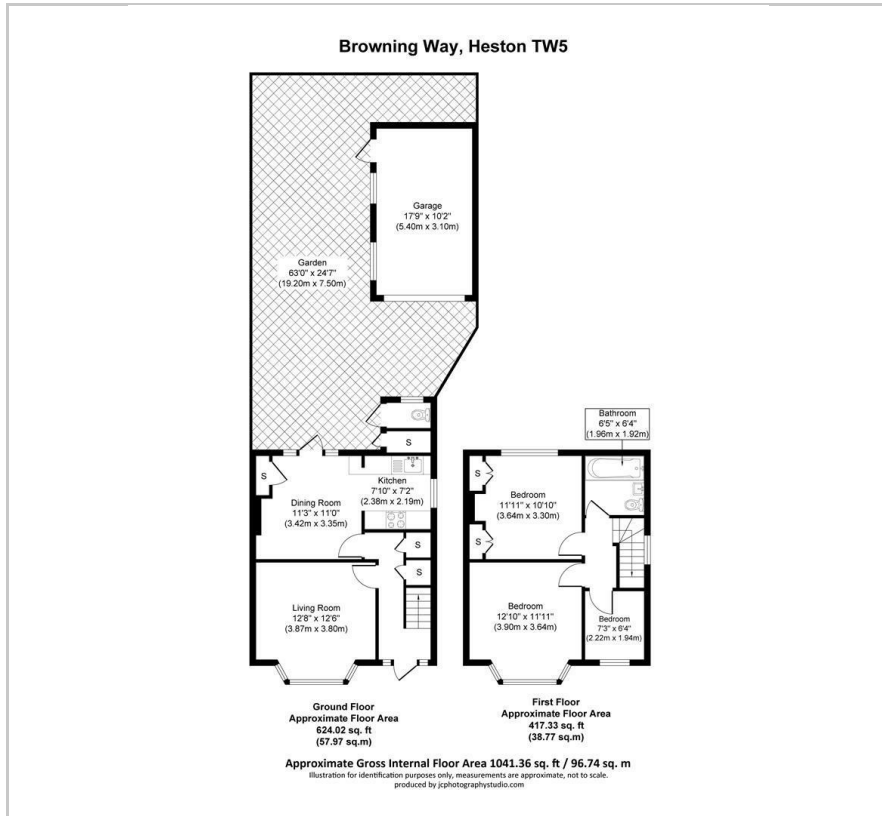 Browning Way, Heston TW5
Garage
17'9" x 10'2"
(5.40m x 3.10m)
Garden
63'0" x 24'7"
(19.20m x 7.50m)
S
S
Kitchen
7'10" x 7'2"
(2.38m x 2.19m)
Dining Room
11'3" x 11'0"
(3.42m x 3.35m)
S
S
Living Room
12'8" x 12'6"
(3.87m x 3.80m)
Ground Floor
Approximate Floor Area
624.02 sq. ft
(57.97 sq.m)
Bathroom
6'5" x 6'4"
(1.96m x 1.92m)
S
Bedroom
11'11" x 10'10"
(3.64m x 3.30m)
S
Bedroom
12'10" x 11'11"
(3.90m x 3.64m)
Bedroom
7'3" x 6'4"
(2.22m x 1.94m)
First Floor
Approximate Floor Area
417.33 sq. ft
(38.77 sq.m)
Approximate Gross Internal Floor Area 1041.36 sq. ft / 96.74 sq. m
Illustration for identification purposes only, measurements are approximate, not to scale.
produced by jcphotographystudio.com